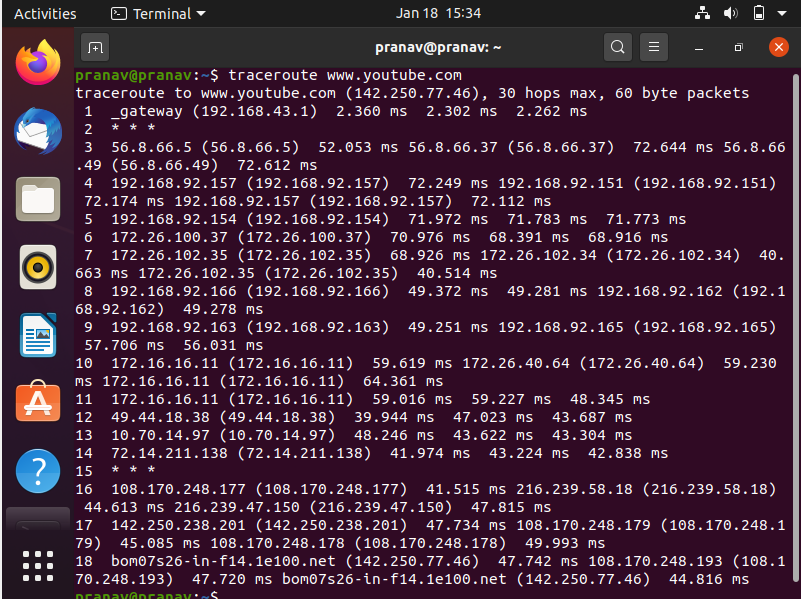 Activities
Terminal
Jan 18 15:34
pranav@pranav: ~
pranav@pranav:~$ traceroute www.youtube.com
traceroute to www.youtube.com (142.250.77.46), 30 hops max, 60 byte packets
 1  _gateway (192.168.43.1)  2.360 ms  2.302 ms  2.262 ms
 2  * * *
 3  56.8.66.5 (56.8.66.5)  52.053 ms 56.8.66.37 (56.8.66.37)  72.644 ms 56.8.66
.49 (56.8.66.49)  72.612 ms
 4  192.168.92.157 (192.168.92.157)  72.249 ms 192.168.92.151 (192.168.92.151)
 72.174 ms 192.168.92.157 (192.168.92.157)  72.112 ms
 5  192.168.92.154 (192.168.92.154)  71.972 ms  71.783 ms  71.773 ms
 6  172.26.100.37 (172.26.100.37)  70.976 ms  68.391 ms  68.916 ms
 7  172.26.102.35 (172.26.102.35)  68.926 ms 172.26.102.34 (172.26.102.34)  40.
663 ms 172.26.102.35 (172.26.102.35)  40.514 ms
 8  192.168.92.166 (192.168.92.166)  49.372 ms  49.281 ms 192.168.92.162 (192.1
68.92.162)  49.278 ms
 9  192.168.92.163 (192.168.92.163)  49.251 ms 192.168.92.165 (192.168.92.165)
 57.706 ms  56.031 ms
10  172.16.16.11 (172.16.16.11)  59.619 ms 172.26.40.64 (172.26.40.64)  59.230
ms 172.16.16.11 (172.16.16.11)  64.361 ms
11  172.16.16.11 (172.16.16.11)  59.016 ms  59.227 ms  48.345 ms
12  49.44.18.38 (49.44.18.38)  39.944 ms  47.023 ms  43.687 ms
13  10.70.14.97 (10.70.14.97)  48.246 ms  43.622 ms  43.304 ms
14  72.14.211.138 (72.14.211.138)  41.974 ms  43.224 ms  42.838 ms
15  * * *
16  108.170.248.177 (108.170.248.177)  41.515 ms 216.239.58.18 (216.239.58.18)
 44.613 ms 216.239.47.150 (216.239.47.150)  47.815 ms
17  142.250.238.201 (142.250.238.201)  47.734 ms 108.170.248.179 (108.170.248.1
79)  45.085 ms 108.170.248.178 (108.170.248.178)  49.993 ms
18  bom07s26-in-f14.1e100.net (142.250.77.46)  47.742 ms 108.170.248.193 (108.1
70.248.193)  47.720 ms bom07s26-in-f14.1e100.net (142.250.77.46)  44.816 ms
pranav@pranav:~$